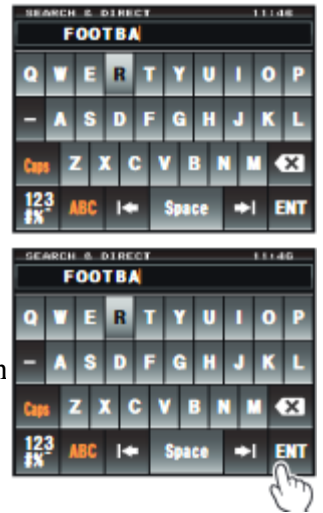 SEARCH & DIRECT 11:46
FOOTBA
Q W E R T Y U I O P
- A S D F G H J K L
Caps Z X C V B N M
123 ABC Space ENT
#%^
SEARCH & DIRECT 11:46
FOOTBA
Q W E R T Y U I O P
n
- A S D F G H J K L
Caps Z X C V B N M
123 ABC Space ENT
#%^